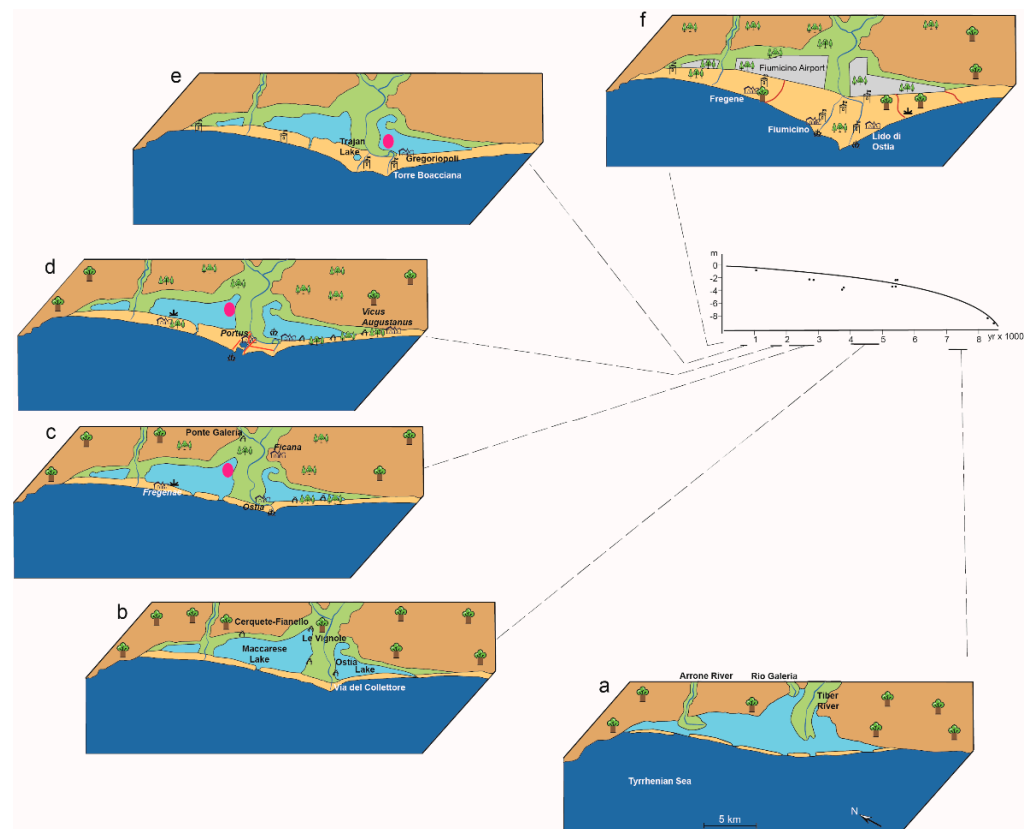 f
Fiumicino Airport
Fregene
Fiumicino
Lido di
Ostia
e
Trajan
Lake
Gregoriopoli
Torre Boacciana
d
Vicus
Augustanus
Portus
m
0
-2
-4
-6
-8
1
2
3
4
5
6
7
8
yr x 1000
c
Ponte Galeria
Ficana
Fregenae
Ostia
b
Cerquete-Fianello
Le Vignole
Maccarese
Lake
Ostia
Lake
Via del Collettore
a
Arrone River
Rio Galeria
Tiber
River
Tyrrhenian Sea
5 km
N